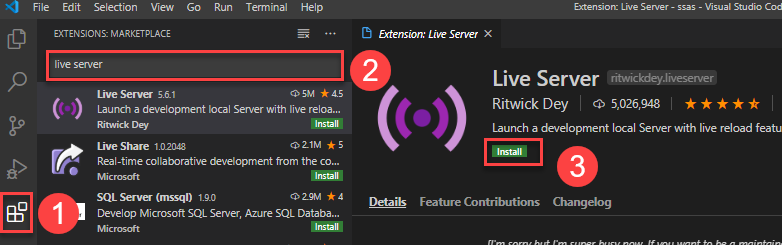 File Edit Selection View Go Run Terminal Help
Extension: Live Server - ssas - Visual Studio Cod
EXTENSIONS: MARKETPLACE
live server
2
Live Server 5.6.1 5M 4.5
Launch a development local Server with live reloa...
Ritwick Dey Install
Live Share 1.0.2048 2.1M 5
Real-time collaborative development from the co...
Microsoft Install
SQL Server (mssql) 1.9.0 2.9M 4
Develop Microsoft SQL Server, Azure SQL Databa...
Microsoft Install
1
Extension: Live Server
Live Server ritwickdey.liveserver
Ritwick Dey 5,026,948
Launch a development local Server with live reload featu
Install
3
Details Feature Contributions Changelog
[I'm sorry but I'm super busy now. If you want to be a maintai